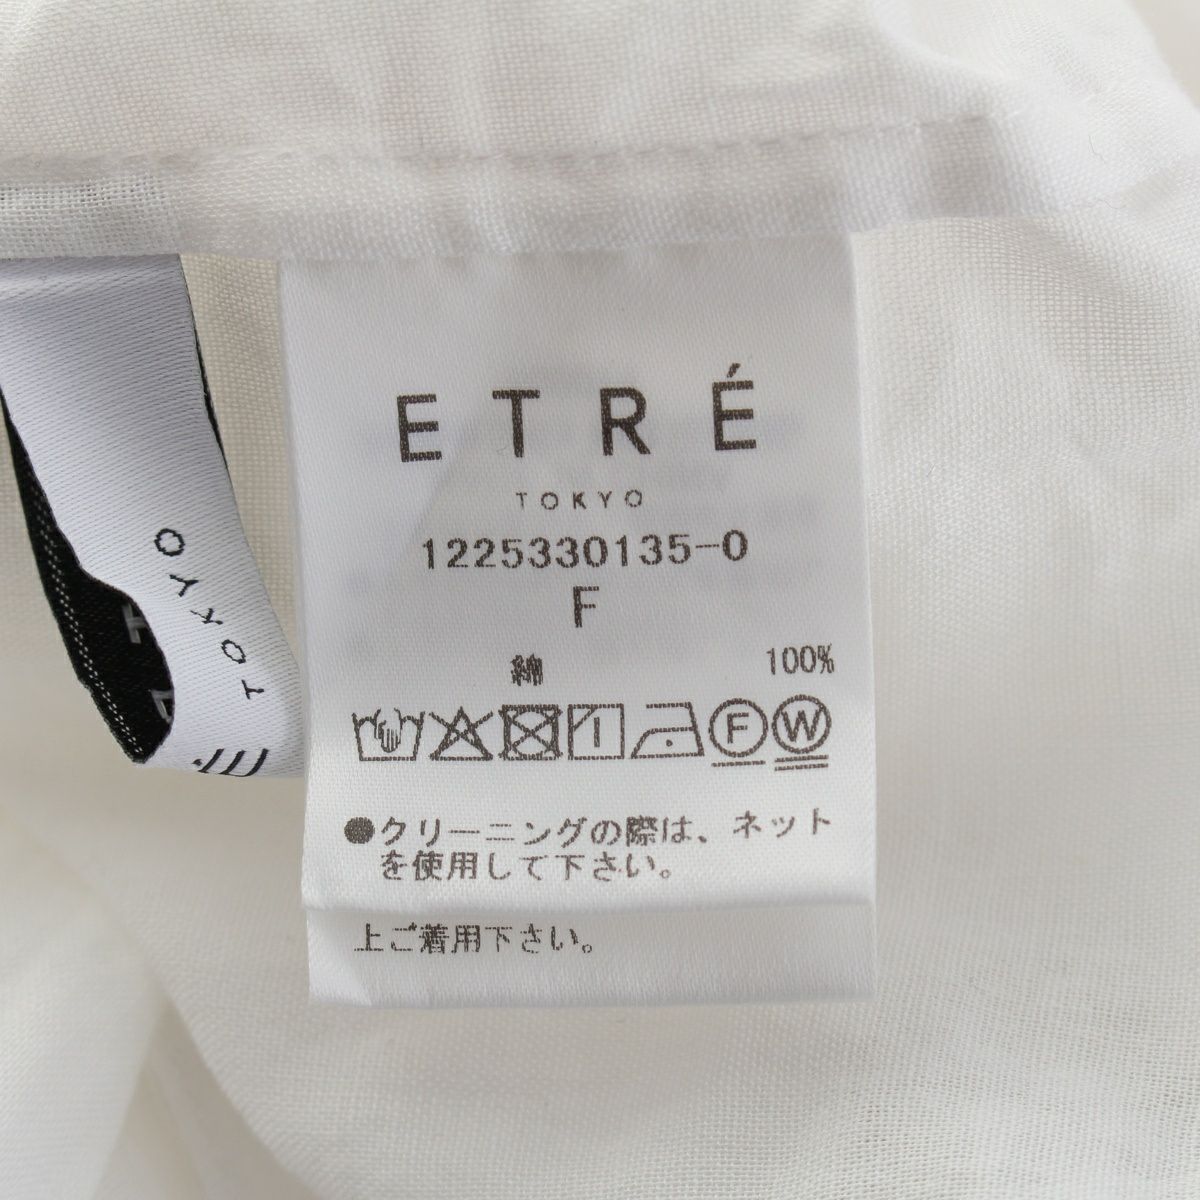 ETRÉ
TOKYO
1225330135-0
F
綿 100%
F W
●クリーニングの際は、ネット
を使用して下さい。
上ご着用下さい。
TOKYO